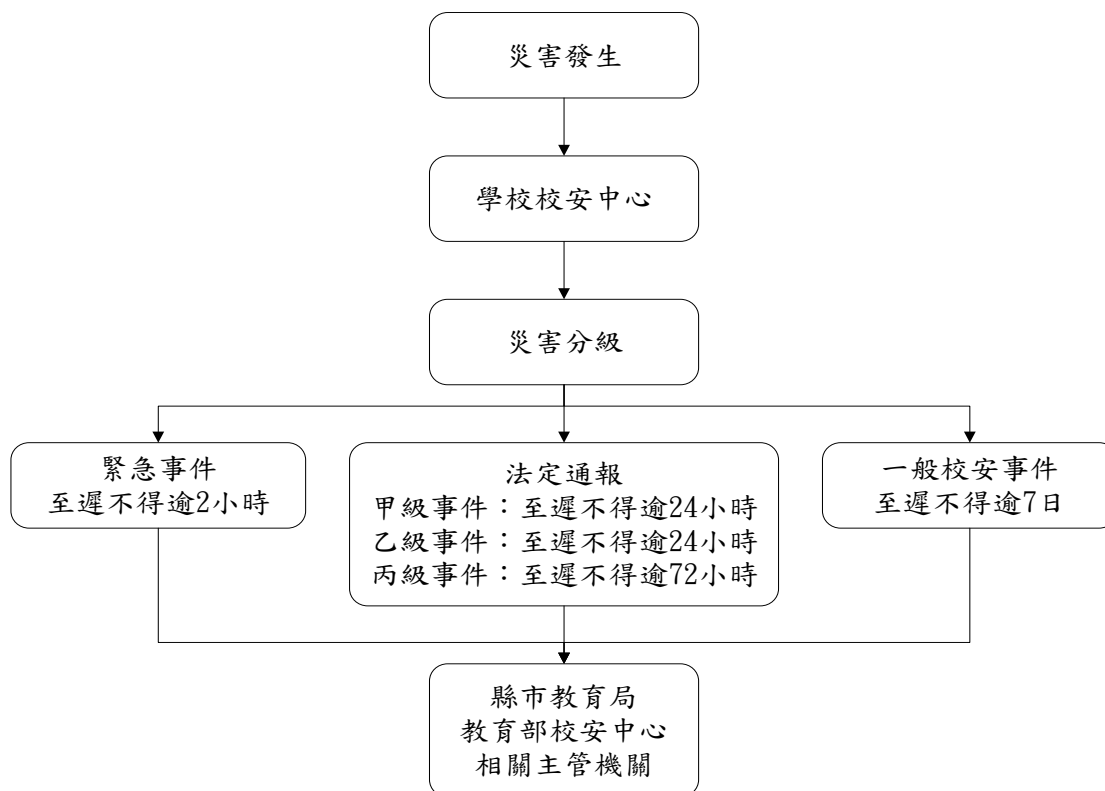 災害發生
學校校安中心
災害分級
緊急事件
至遲不得逾2小時
法定通報
甲級事件：至遲不得逾24小時
乙級事件：至遲不得逾24小時
丙級事件：至遲不得逾72小時
一般校安事件
至遲不得逾7日
縣市教育局
教育部校安中心
相關主管機關